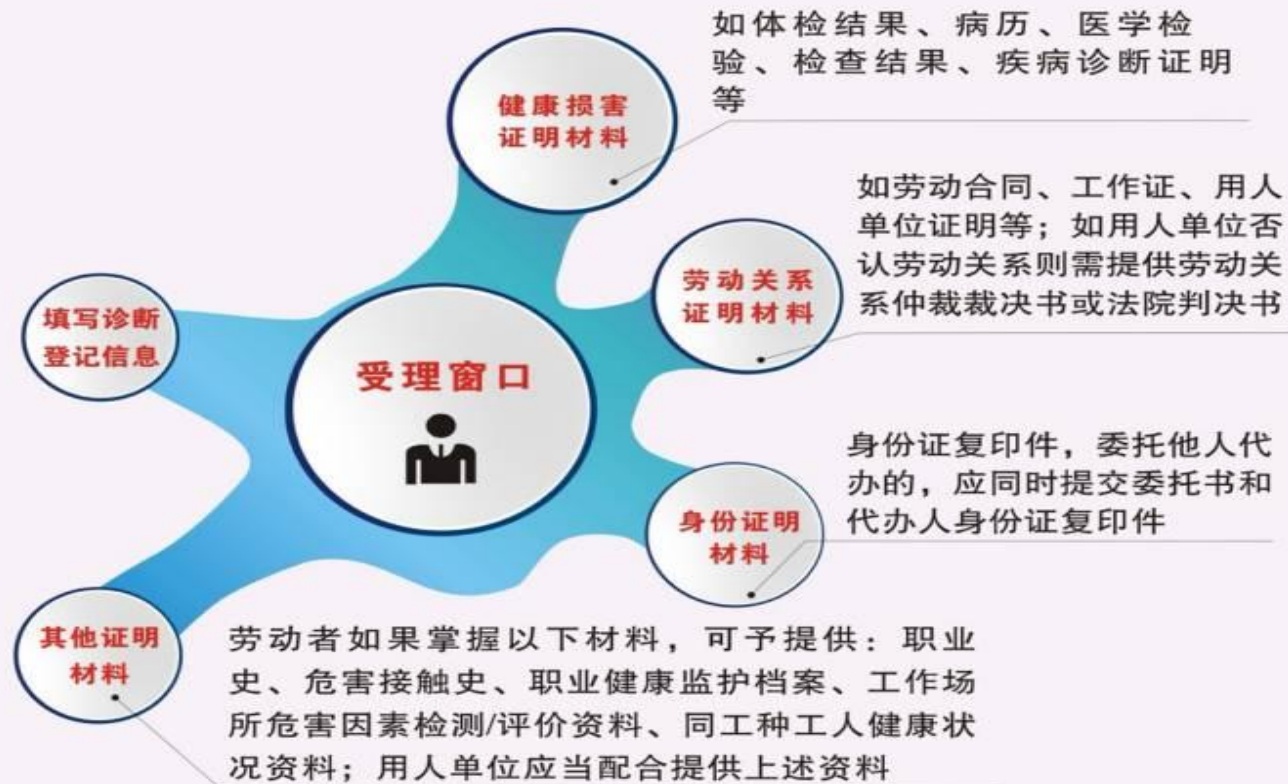 如体检结果、病历、医学检
验、检查结果、疾病诊断证明
等
健康损害
证明材料
如劳动合同、工作证、用人
单位证明等；如用人单位否
认劳动关系则需提供劳动关
系仲裁裁决书或法院判决书
劳动关系
证明材料
填写诊断
登记信息
受理窗口
身份证复印件，委托他人代
办的，应同时提交委托书和
代办人身份证复印件
身份证明
材料
其他证明
材料
劳动者如果掌握以下材料，可予提供：职业
史、危害接触史、职业健康监护档案、工作场
所危害因素检测/评价资料、同工种工人健康状
况资料；用人单位应当配合提供上述资料